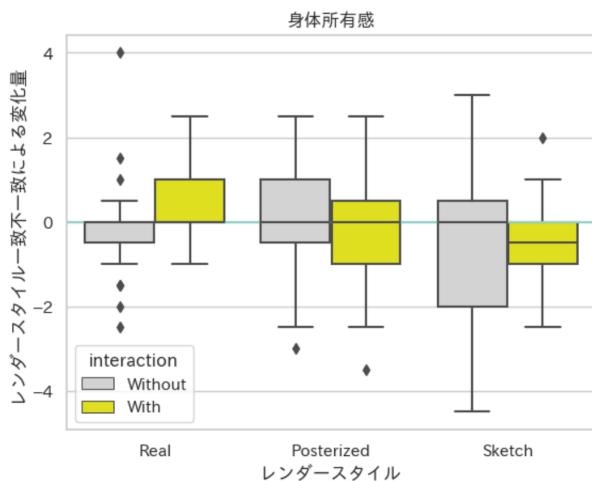 身体所有感
レンダースタイル一致不一致による変化量
4
2
0
−2
−4
interaction
Without
With
Real
Posterized
Sketch
レンダースタイル